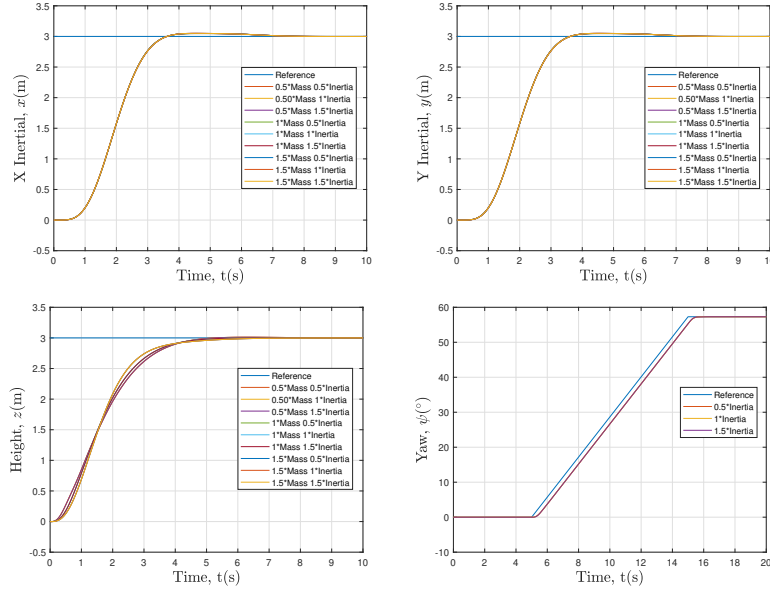 3.5
3
2.5
2
1.5
1
0.5
0
-0.5
X Inertial, x(m)
Reference
0.5*Mass 0.5*Inertia
0.50*Mass 1*Inertia
0.5*Mass 1.5*Inertia
1*Mass 0.5*Inertia
1*Mass 1*Inertia
1*Mass 1.5*Inertia
1.5*Mass 0.5*Inertia
1.5*Mass 1*Inertia
1.5*Mass 1.5*Inertia
0 1 2 3 4 5 6 7 8 9 10
Time, t(s)
3.5
3
2.5
2
1.5
1
0.5
0
-0.5
Y Inertial, y(m)
Reference
0.5*Mass 0.5*Inertia
0.50*Mass 1*Inertia
0.5*Mass 1.5*Inertia
1*Mass 0.5*Inertia
1*Mass 1*Inertia
1*Mass 1.5*Inertia
1.5*Mass 0.5*Inertia
1.5*Mass 1*Inertia
1.5*Mass 1.5*Inertia
0 1 2 3 4 5 6 7 8 9
Time, t(s)
3.5
3
2.5
2
1.5
1
0.5
0
-0.5
Height, z(m)
Reference
0.5*Mass 0.5*Inertia
0.50*Mass 1*Inertia
0.5*Mass 1.5*Inertia
1*Mass 0.5*Inertia
1*Mass 1*Inertia
1*Mass 1.5*Inertia
1.5*Mass 0.5*Inertia
1.5*Mass 1*Inertia
1.5*Mass 1.5*Inertia
0 1 2 3 4 5 6 7 8 9 10
Time, t(s)
60
50
40
30
20
10
0
-10
Yaw, ψ(°)
Reference
0.5*Inertia
1*Inertia
1.5*Inertia
0 2 4 6 8 10 12 14 16 18 20
Time, t(s)